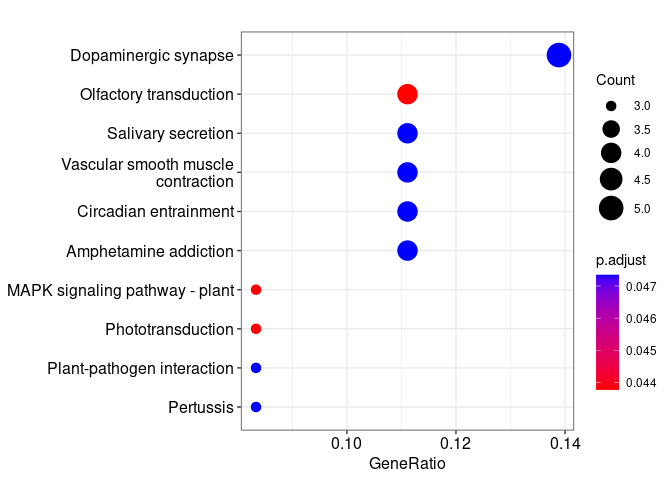 Dopaminergic synapse
Olfactory transduction
Salivary secretion
Vascular smooth muscle
contraction
Circadian entrainment
Amphetamine addiction
MAPK signaling pathway - plant
Phototransduction
Plant-pathogen interaction
Pertussis
0.10 0.12 0.14
GeneRatio
Count
3.0
3.5
4.0
4.5
5.0
p.adjust
0.047
0.046
0.045
0.044